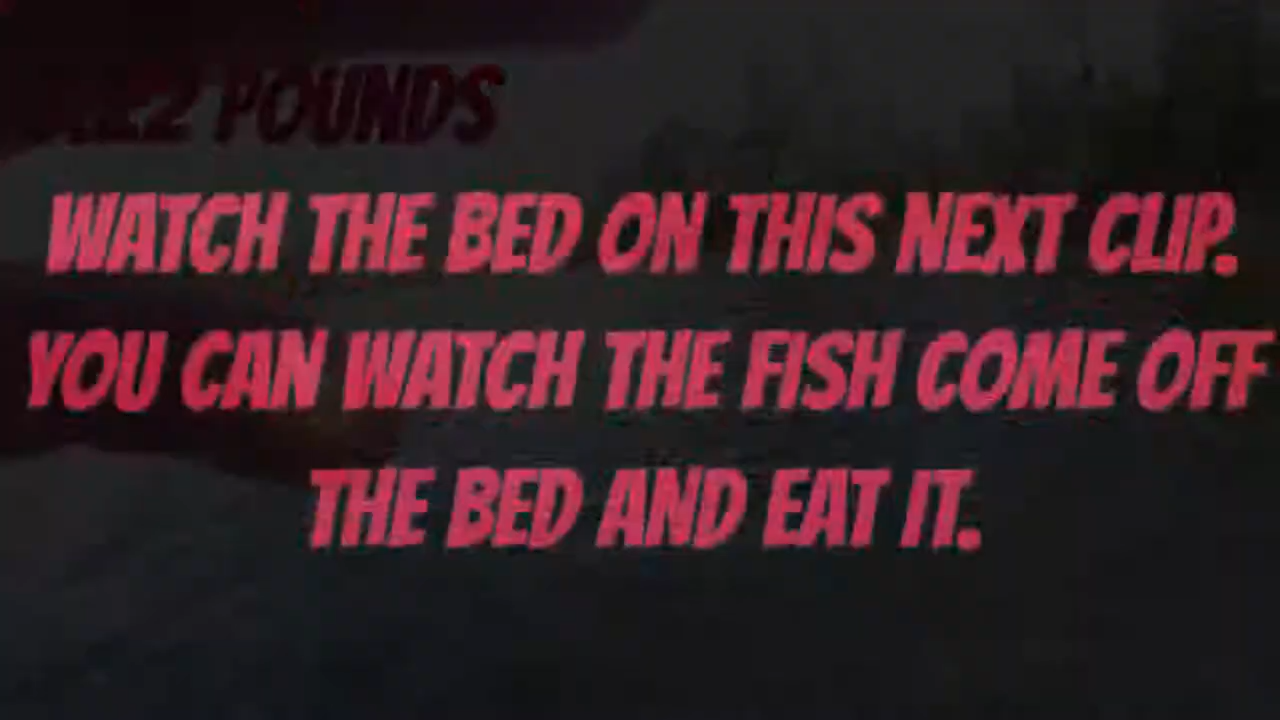 POUNDS
WATCH THE BED ON THIS NEXT CLIP.
YOU CAN WATCH THE FISH COME OFF
THE BED AND EAT IT.